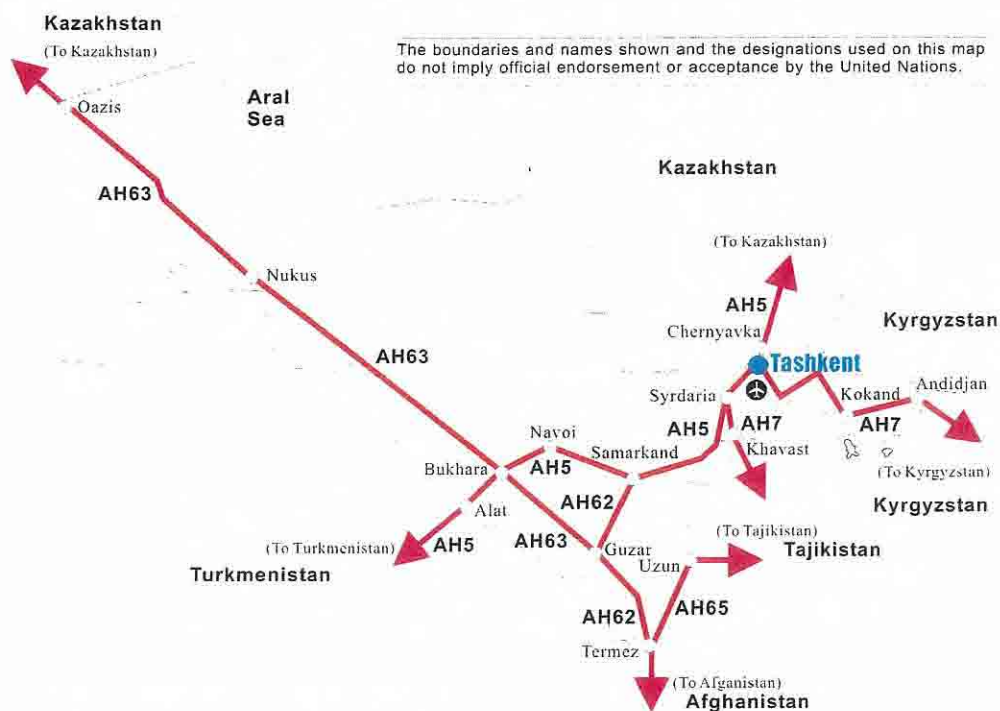 Kazakhstan
(To Kazakhstan)
The boundaries and names shown and the designations used on this map
do not imply official endorsement or acceptance by the United Nations.
Oazis
Aral
Sea
Kazakhstan
AH63
(To Kazakhstan)
Nukus
AH5
Kyrgyzstan
Chernyavka
AH63
Tashkent
Syrdaria
Kokand
Andidjan
AH5
AH7
AH7
Navoi
Samarkand
Khavast
Bukhara
AH5
(To Kyrgyzstan)
AH62
Kyrgyzstan
Alat
(To Tajikistan)
(To Turkmenistan)
AH5
AH63
Guzar
Tajikistan
Uzun
Turkmenistan
AH62
AH65
Termez
(To Afganistan)
Afghanistan